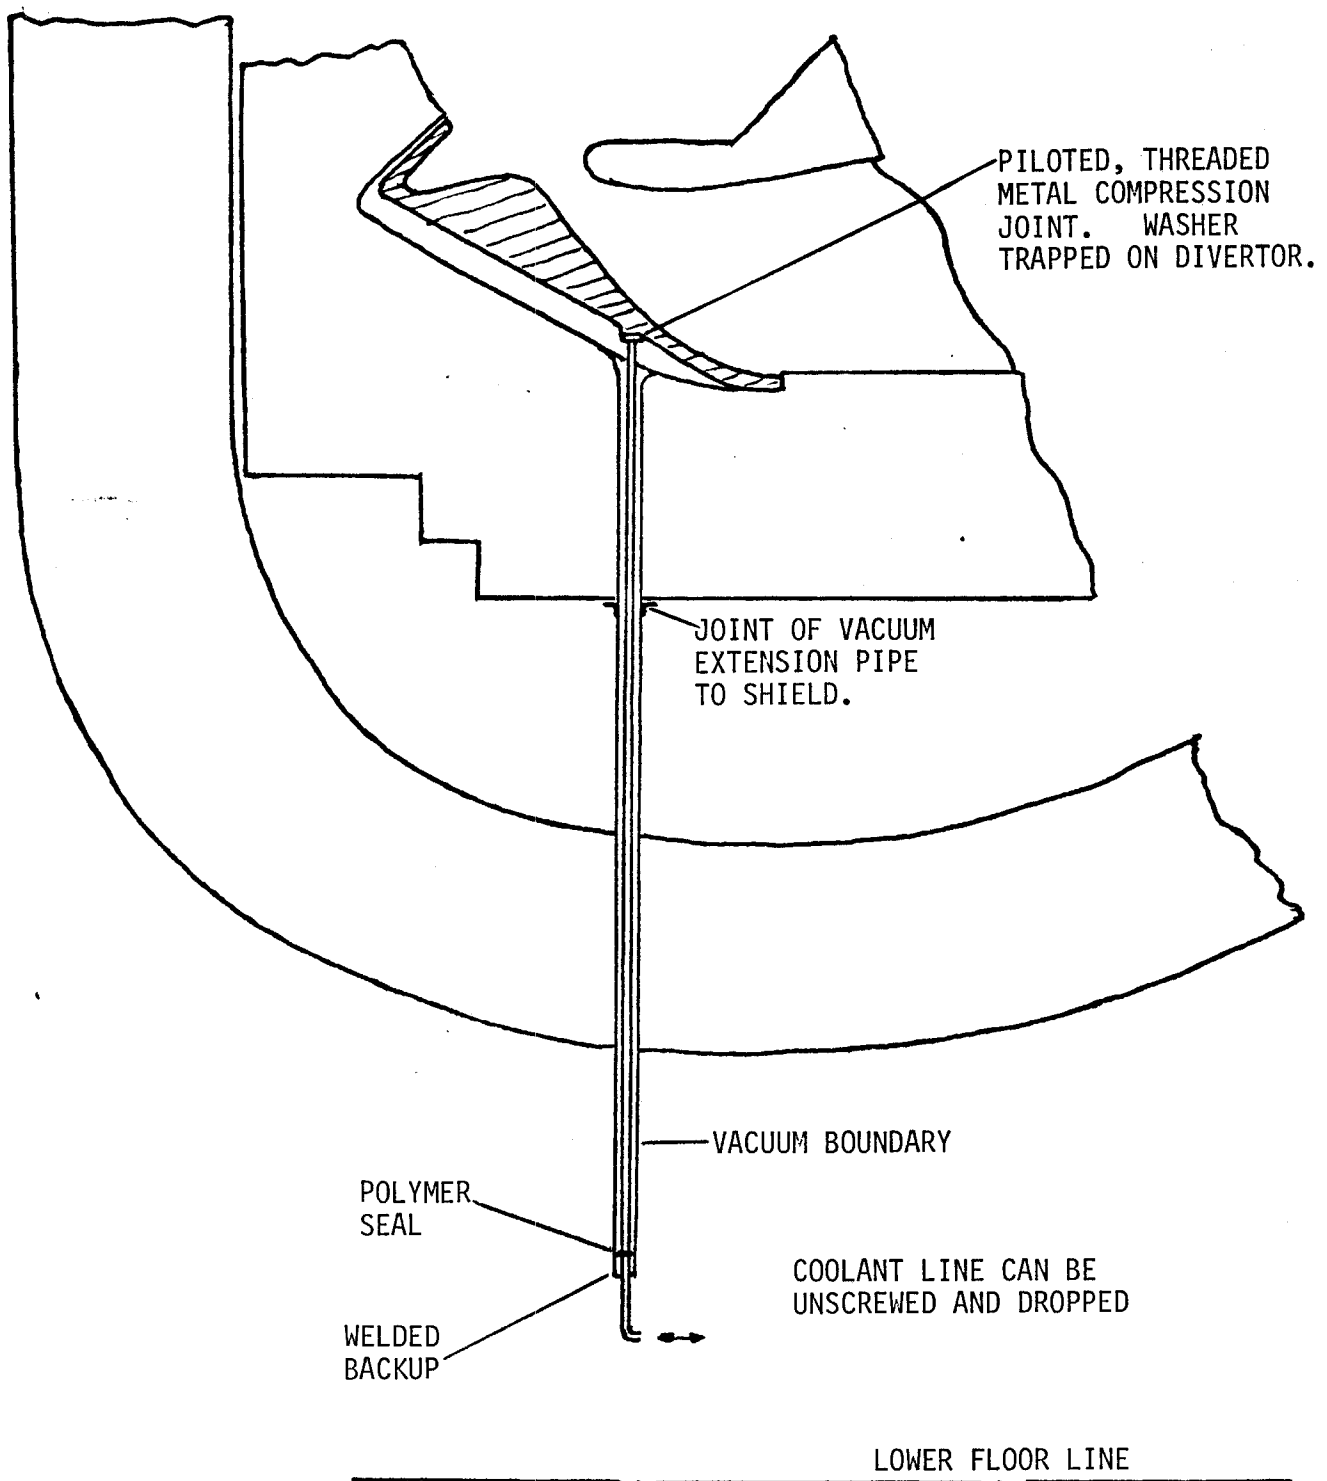 PILOTED, THREADED
METAL COMPRESSION
JOINT. WASHER
TRAPPED ON DIVERTOR.
JOINT OF VACUUM
EXTENSION PIPE
TO SHIELD.
VACUUM BOUNDARY
POLYMER
SEAL
COOLANT LINE CAN BE
UNSCREWED AND DROPPED
WELDED
BACKUP
LOWER FLOOR LINE